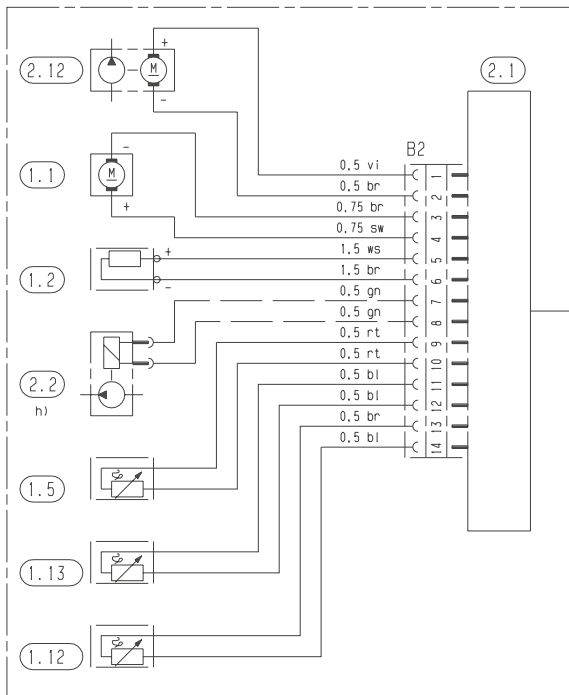 2.12
+
M
−
2.1
B2
1.1
−
M
+
0.5 vi
0.5 br
0.75 br
0.75 sw
1.5 ws
1.5 br
0.5 gn
0.5 gn
0.5 rt
0.5 rt
0.5 bl
0.5 bl
0.5 br
0.5 bl
1
2
3
4
5
6
7
8
9
10
11
12
13
14
1.2
+
−
2.2
h)
1.5
1.13
1.12